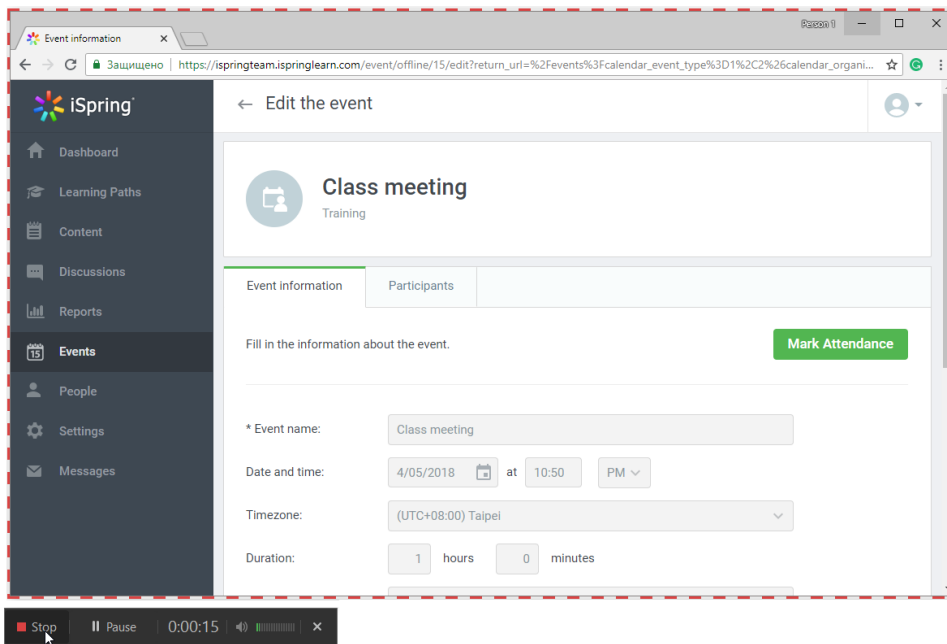 Event information
Person 1
Защищено | https://ispringteam.ispringlearn.com/event/offline/15/edit?return_url=%2Fevents%3Fcalendar_event_type%3D1%2C2%26calendar_organi...
iSpring
Edit the event
Dashboard
Learning Paths
Content
Discussions
Reports
15 Events
People
Settings
Messages
Class meeting
Training
Event information
Participants
Fill in the information about the event.
Mark Attendance
* Event name: Class meeting
Date and time: 4/05/2018 at 10:50 PM
Timezone: (UTC+08:00) Taipei
Duration: 1 hours 0 minutes
Stop Pause 0:00:15